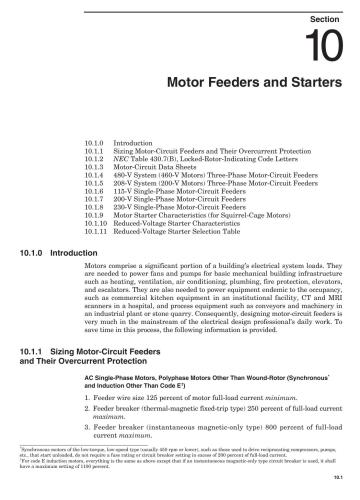 Section
10
Motor Feeders and Starters
10.1.0 Introduction
10.1.1 Sizing Motor-Circuit Feeders and Their Overcurrent Protection
10.1.2 NEC Table 430.7(B), Locked-Rotor-Indicating Code Letters
10.1.3 Motor-Circuit Data Sheets
10.1.4 480-V System (460-V Motors) Three-Phase Motor-Circuit Feeders
10.1.5 208-V System (200-V Motors) Three-Phase Motor-Circuit Feeders
10.1.6 115-V Single-Phase Motor-Circuit Feeders
10.1.7 200-V Single-Phase Motor-Circuit Feeders
10.1.8 230-V Single-Phase Motor-Circuit Feeders
10.1.9 Motor Starter Characteristics (for Squirrel-Cage Motors)
10.1.10 Reduced-Voltage Starter Characteristics
10.1.11 Reduced-Voltage Starter Selection Table
10.1.0 Introduction
Motors comprise a significant portion of a building's electrical system loads. They
are needed to power fans and pumps for basic mechanical building infrastructure
such as heating, ventilation, air conditioning, plumbing, fire protection, elevators,
and escalators. They are also needed to power equipment endemic to the occupancy,
such as commercial kitchen equipment in an institutional facility, CT and MRI
scanners in a hospital, and process equipment such as conveyors and machinery in
an industrial plant or stone quarry. Consequently, designing motor-circuit feeders is
very much in the mainstream of the electrical design professional's daily work. To
save time in this process, the following information is provided.
10.1.1 Sizing Motor-Circuit Feeders
and Their Overcurrent Protection
AC Single-Phase Motors, Polyphase Motors Other Than Wound-Rotor (Synchronous*
and Induction Other Than Code E†)
1. Feeder wire size 125 percent of motor full-load current minimum.
2. Feeder breaker (thermal-magnetic fixed-trip type) 250 percent of full-load current
maximum.
3. Feeder breaker (instantaneous magnetic-only type) 800 percent of full-load
current maximum.
*Synchronous motors of the low-torque, low-speed type (usually 450 rpm or lower), such as those used to drive reciprocating compressors, pumps,
etc., that start unloaded, do not require a fuse rating or circuit breaker setting in excess of 200 percent of full-load current.
†For code E induction motors, everything is the same as above except that if an instantaneous magnetic-only type circuit breaker is used, it shall
have a maximum setting of 1100 percent.
10.1